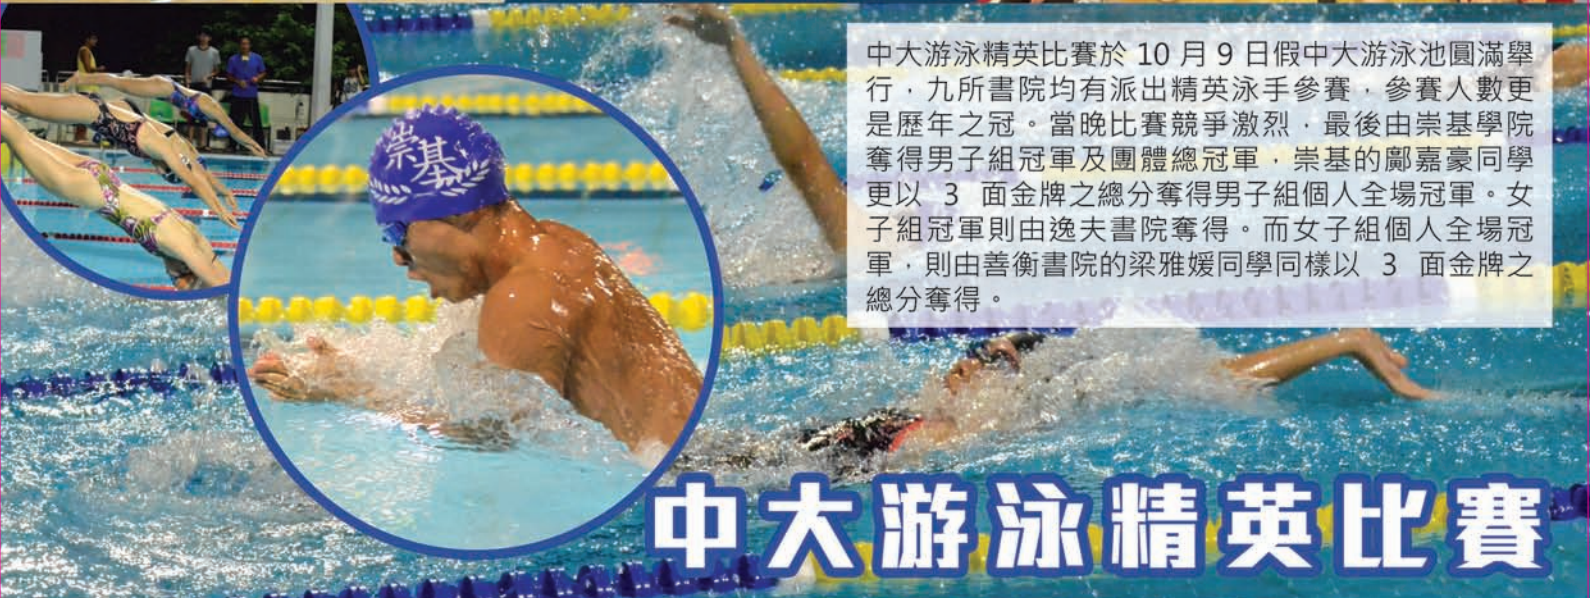 中大游泳精英比賽於 10 月 9 日假中大游泳池圓滿舉
行，九所書院均有派出精英泳手參賽，參賽人數更
是歷年之冠。當晚比賽競爭激烈，最後由崇基學院
奪得男子組冠軍及團體總冠軍，崇基的鄺嘉豪同學
更以 3 面金牌之總分奪得男子組個人全場冠軍。女
子組冠軍則由逸夫書院奪得。而女子組個人全場冠
軍，則由善衡書院的梁雅媛同學同樣以 3 面金牌之
總分奪得。
崇基
中大游泳精英比賽